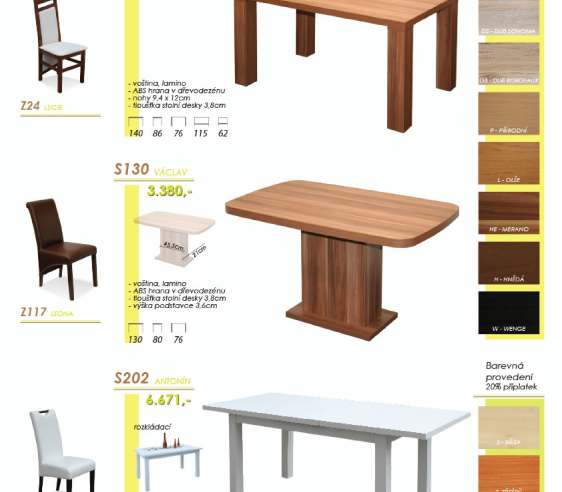 DS - DUB SONOMA
DB - DUB BORDEAUX
- voština, lamino
- ABS hrana v dřevodezénu
- nohy 9,4 x 12cm
- tloušťka stolní desky 3,8cm
Z24 LUCIE
140 86 76 115 62
P - PŘÍRODNÍ
S130 VÁCLAV
3.380,-
L - OLŠE
HE - MERANO
45,5cm
21cm
- voština, lamino
- ABS hrana v dřevodezénu
- tloušťka stolní desky 3,8cm
- výška podstavce 3,6cm
H - HNĚDÁ
Z117 LEONA
W - WENGE
130 80 76
Barevná
provedení
20% příplatek
S202 ANTONÍN
6.671,-
rozkládací
S - BŘÍZA